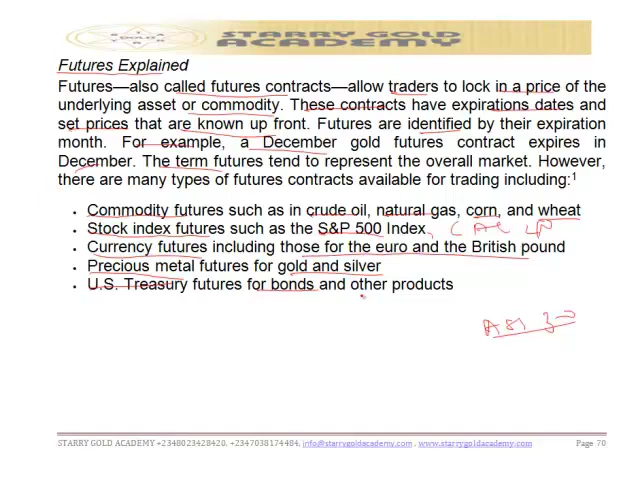 STARRY GOLD
ACADEMY
Futures Explained
Futures—also called futures contracts—allow traders to lock in a price of the
underlying asset or commodity. These contracts have expirations dates and
set prices that are known up front. Futures are identified by their expiration
month. For example, a December gold futures contract expires in
December. The term futures tend to represent the overall market. However,
there are many types of futures contracts available for trading including:1
• Commodity futures such as in crude oil, natural gas, corn, and wheat
• Stock index futures such as the S&P 500 Index, CAC 40
• Currency futures including those for the euro and the British pound
• Precious metal futures for gold and silver
• U.S. Treasury futures for bonds and other products
STARRY GOLD ACADEMY +2348023428420, +2347038174484, info@starrygoldacademy.com , www.starrygoldacademy.com Page 70